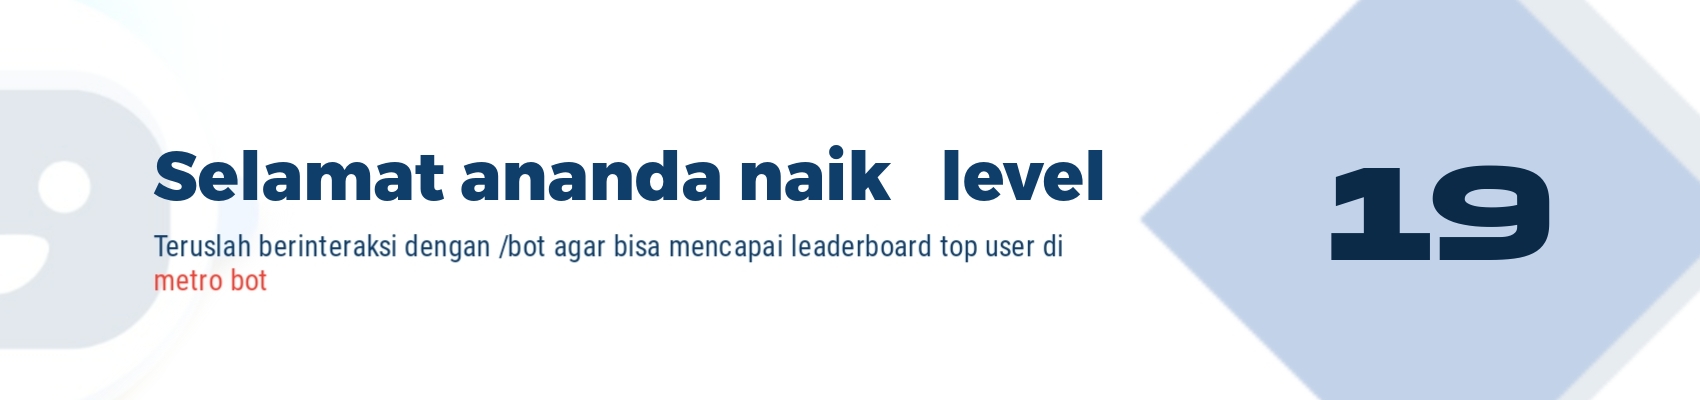 Selamat ananda naik level
19
Teruslah berinteraksi dengan /bot agar bisa mencapai leaderboard top user di
metro bot